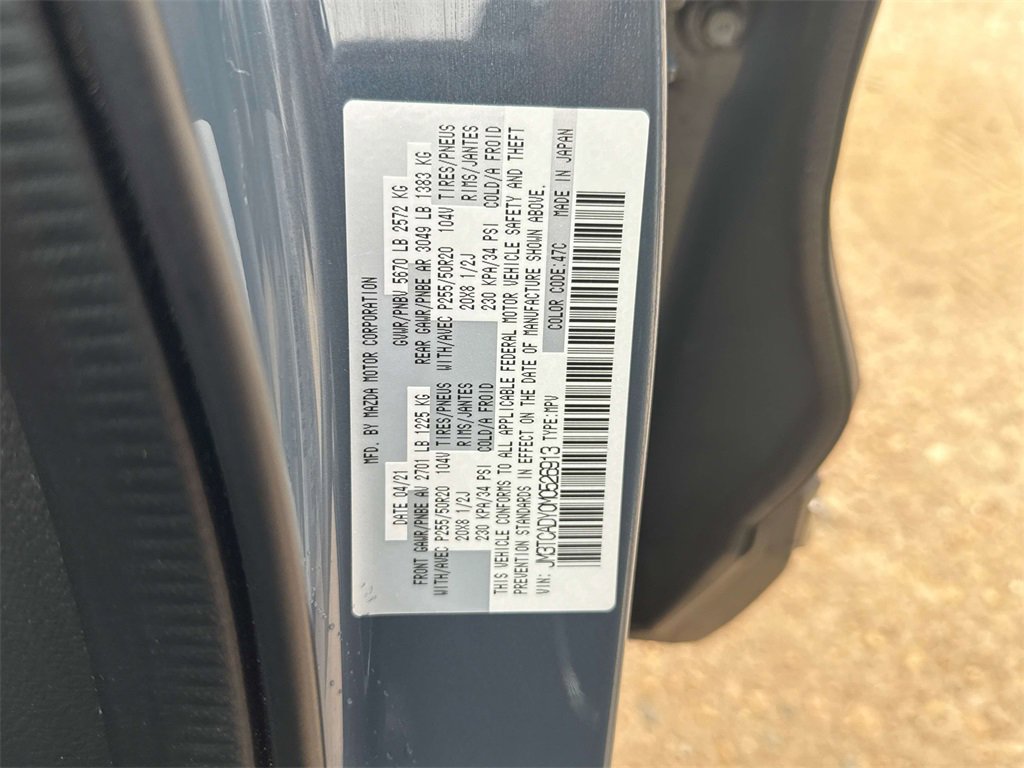 MFD. BY MAZDA MOTOR CORPORATION
DATE 04/21 GVWR/PNBV 5670 LB 2572 KG
FRONT GAWR/PNBE AV 2701 LB 1225 KG REAR GAWR/PNBE AR 3049 LB 1383 KG
WITH/AVEC P255/50R20 104V TIRES/PNEUS WITH/AVEC P255/50R20 104V TIRES/PNEUS
20X8 1/2J RIMS/JANTES 20X8 1/2J RIMS/JANTES
230 KPA/34 PSI COLD/A FROID 230 KPA/34 PSI COLD/A FROID
THIS VEHICLE CONFORMS TO ALL APPLICABLE FEDERAL MOTOR VEHICLE SAFETY AND THEFT
PREVENTION STANDARDS IN EFFECT ON THE DATE OF MANUFACTURE SHOWN ABOVE.
VIN: JM3TCADY0M0526913 TYPE:MPV COLOR CODE:47C MADE IN JAPAN